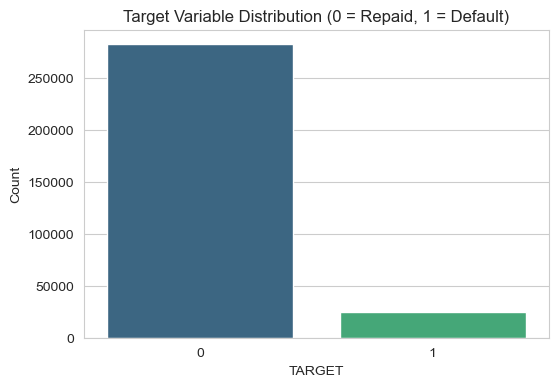 Target Variable Distribution (0 = Repaid, 1 = Default)
250000
200000
150000
100000
50000
0
Count
0 1
TARGET